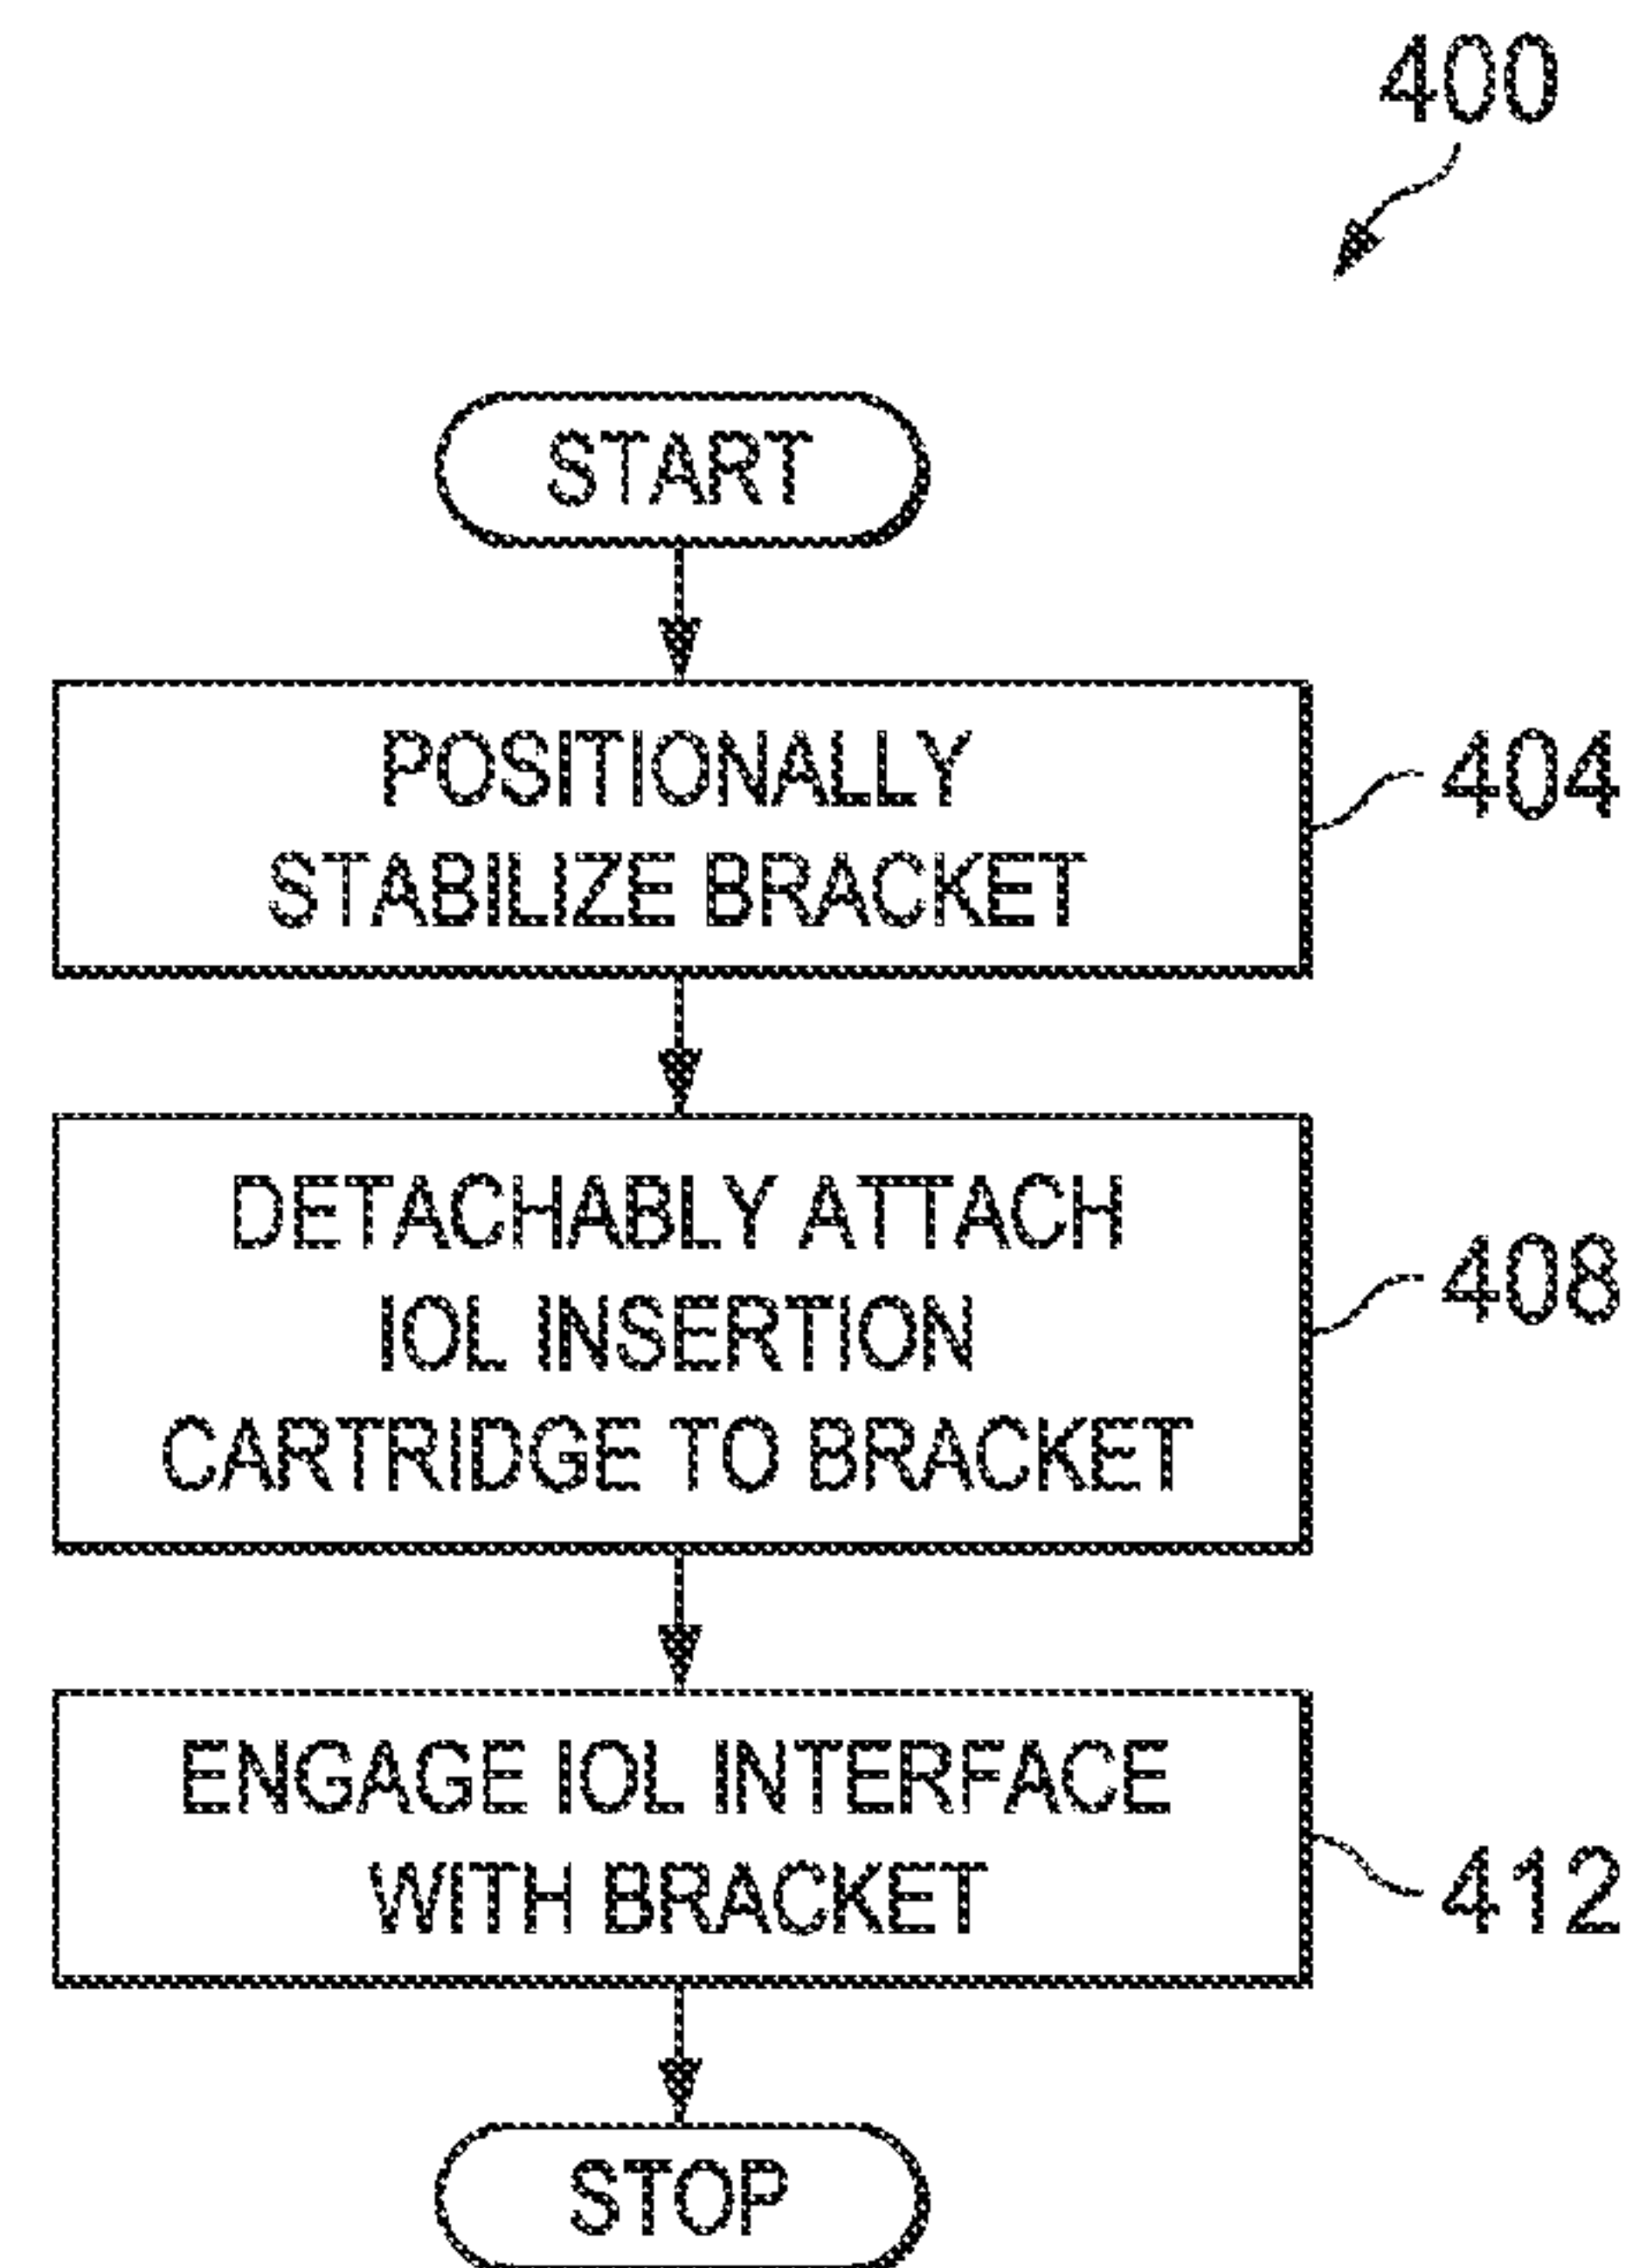 400
START
POSITIONALLY
STABILIZE BRACKET
404
DETACHABLY ATTACH
IOL INSERTION
CARTRIDGE TO BRACKET
408
ENGAGE IOL INTERFACE
WITH BRACKET
412
STOP